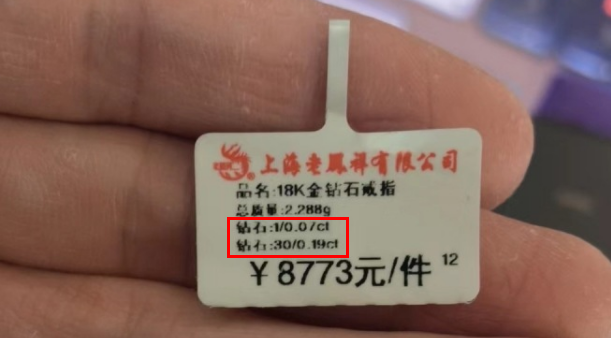 上海老鳳祥有限公司
品名:18K金钻石戒指
总质量:2.288g
钻石:1/0.07ct
钻石:30/0.19ct
¥8773元/件 12